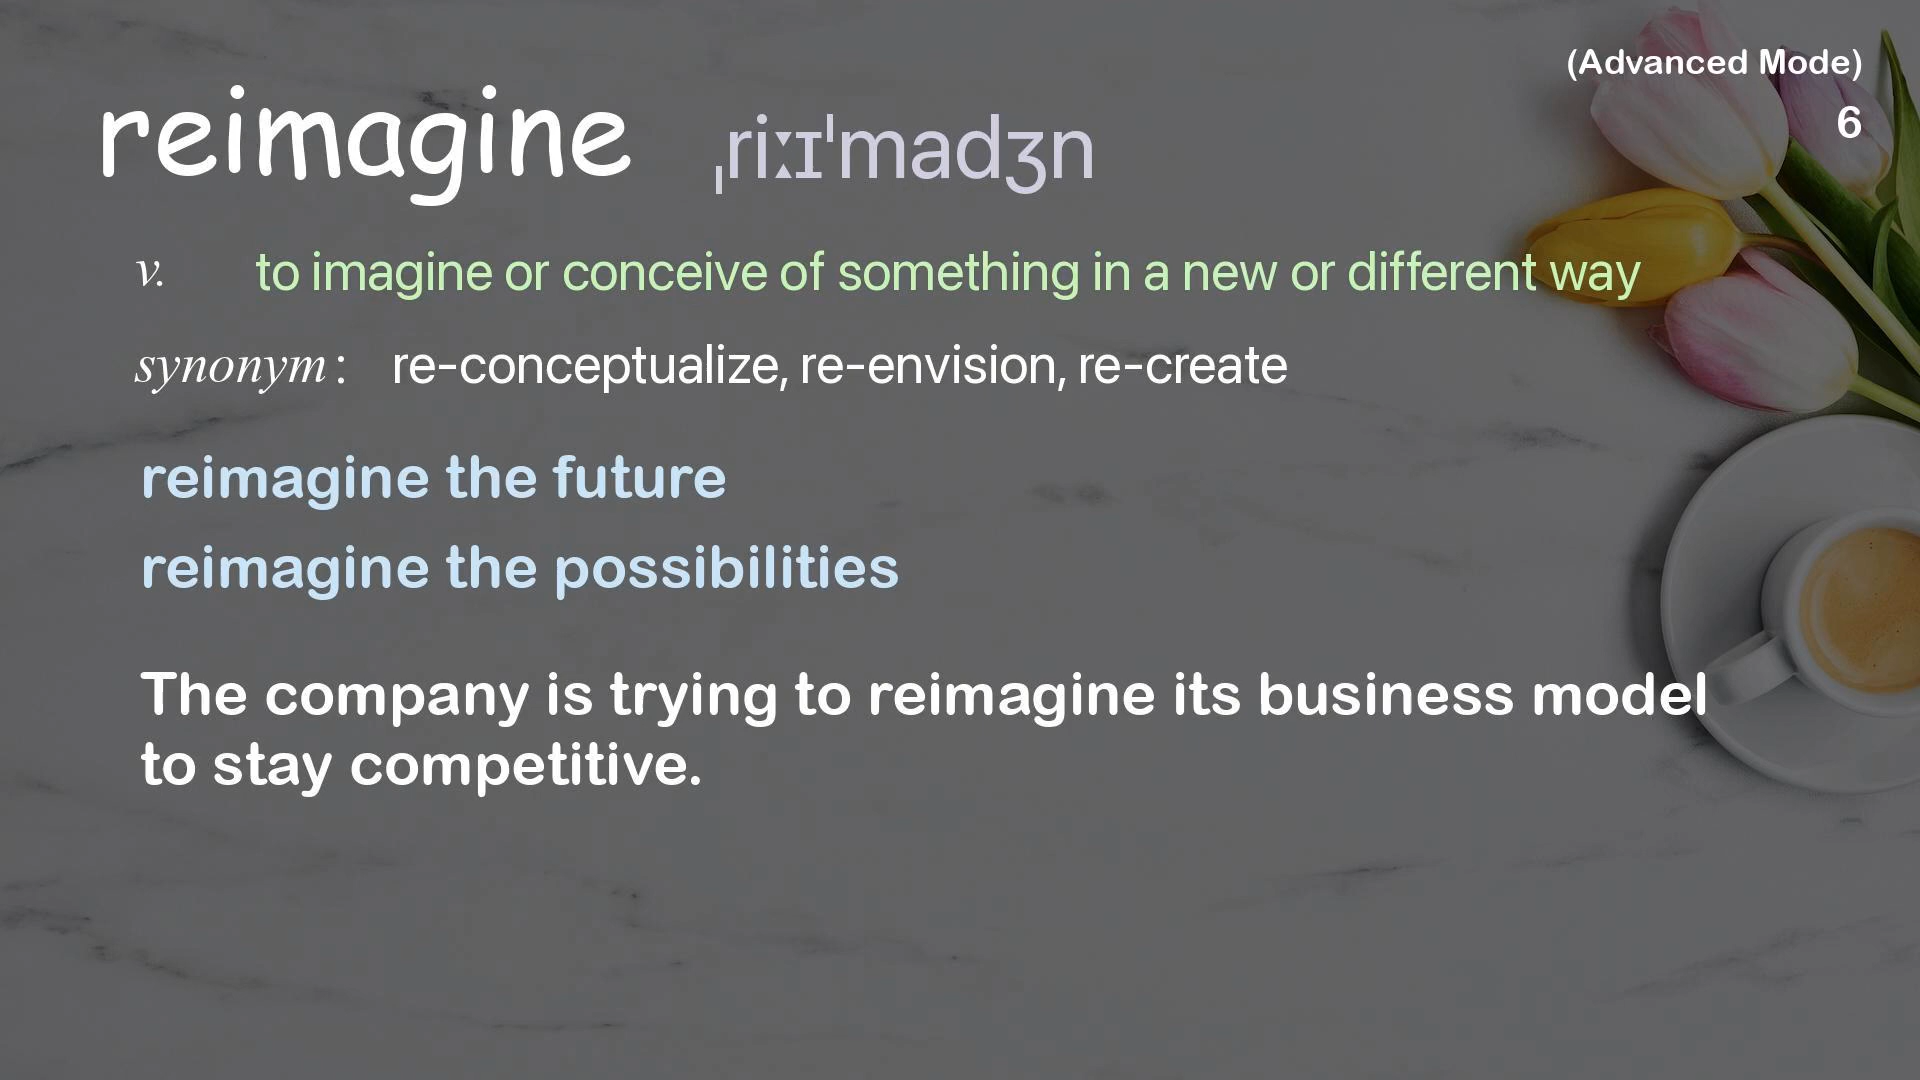 (Advanced Mode)
6
reimagine ˌriːɪˈmadʒn
v. to imagine or conceive of something in a new or different way
synonym : re-conceptualize, re-envision, re-create
reimagine the future
reimagine the possibilities
The company is trying to reimagine its business model
to stay competitive.